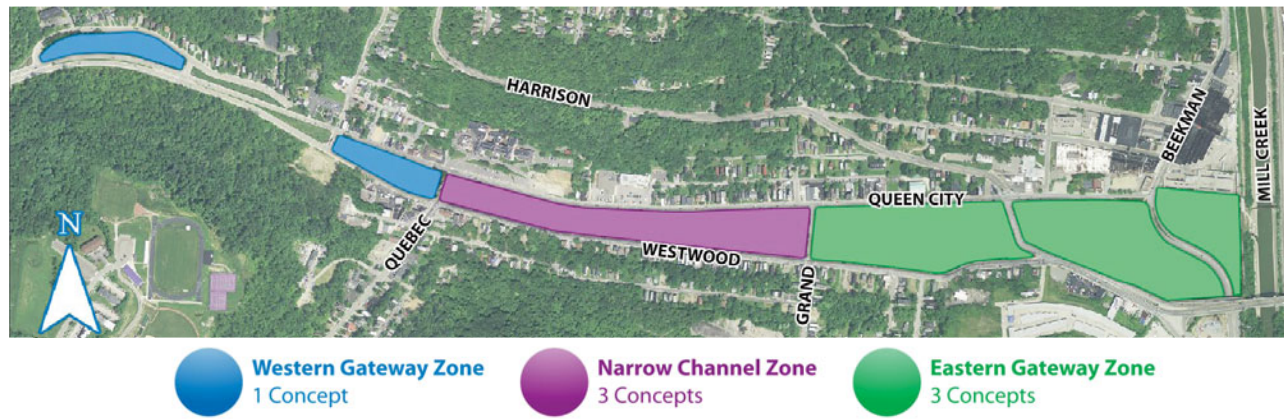 HARRISON
BEEKMAN
MILL CREEK
QUEEN CITY
N
QUEBEC
WESTWOOD
GRAND
Western Gateway Zone
1 Concept
Narrow Channel Zone
3 Concepts
Eastern Gateway Zone
3 Concepts